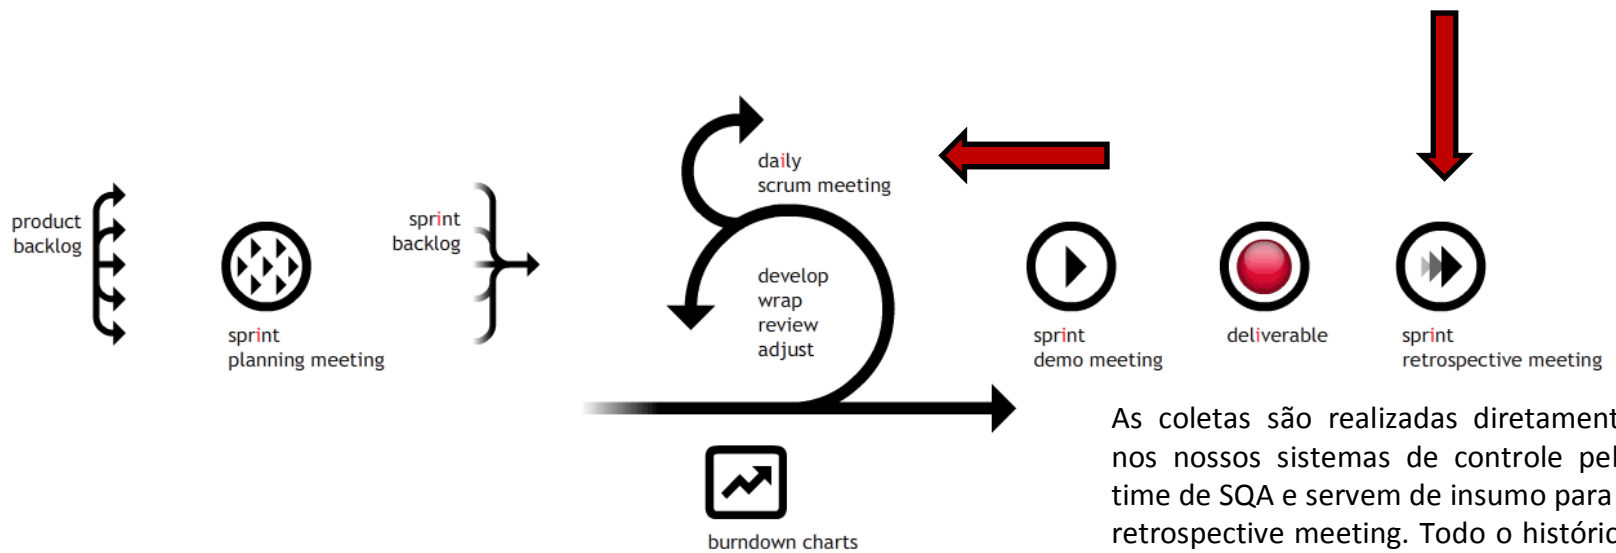 product
backlog
sprint
planning meeting
sprint
backlog
daily
scrum meeting
develop
wrap
review
adjust
burndown charts
sprint
demo meeting
deliverable
sprint
retrospective meeting
As coletas são realizadas diretament
nos nossos sistemas de controle pel
time de SQA e servem de insumo para
retrospective meeting. Todo o históric